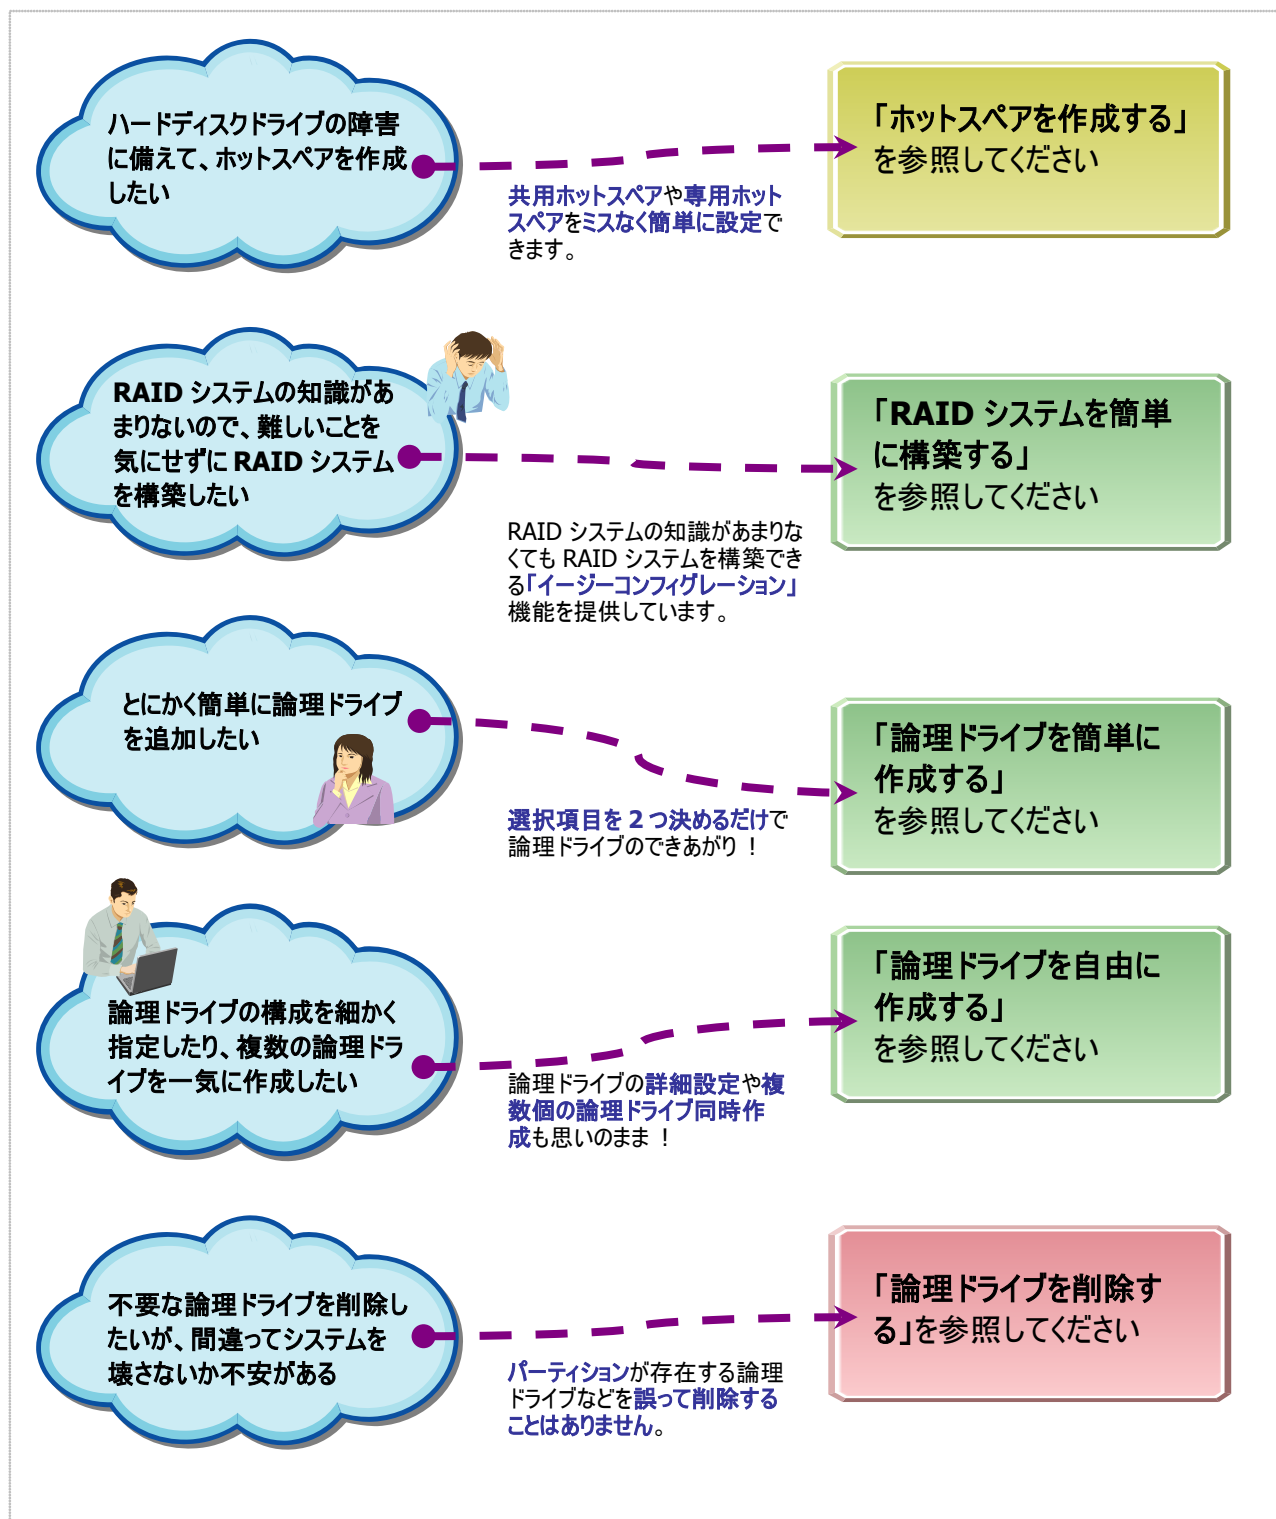 ハードディスクドライブの障害
に備えて、ホットスペアを作成
したい
共用ホットスペアや専用ホット
スペアをミスなく簡単に設定で
きます。
「ホットスペアを作成する」
を参照してください
RAID システムの知識があ
まりないので、難しいことを
気にせずに RAID システム
を構築したい
RAID システムの知識があまりな
くても RAID システムを構築でき
る「イージーコンフィグレーション」
機能を提供しています。
「RAID システムを簡単
に構築する」
を参照してください
とにかく簡単に論理ドライブ
を追加したい
選択項目を 2 つ決めるだけで
論理ドライブのできあがり！
「論理ドライブを簡単に
作成する」
を参照してください
論理ドライブの構成を細かく
指定したり、複数の論理ドラ
イブを一気に作成したい
論理ドライブの詳細設定や複
数個の論理ドライブ同時作
成も思いのまま！
「論理ドライブを自由に
作成する」
を参照してください
不要な論理ドライブを削除し
たいが、間違ってシステムを
壊さないか不安がある
パーティションが存在する論理
ドライブなどを誤って削除する
ことはありません。
「論理ドライブを削除す
る」を参照してください